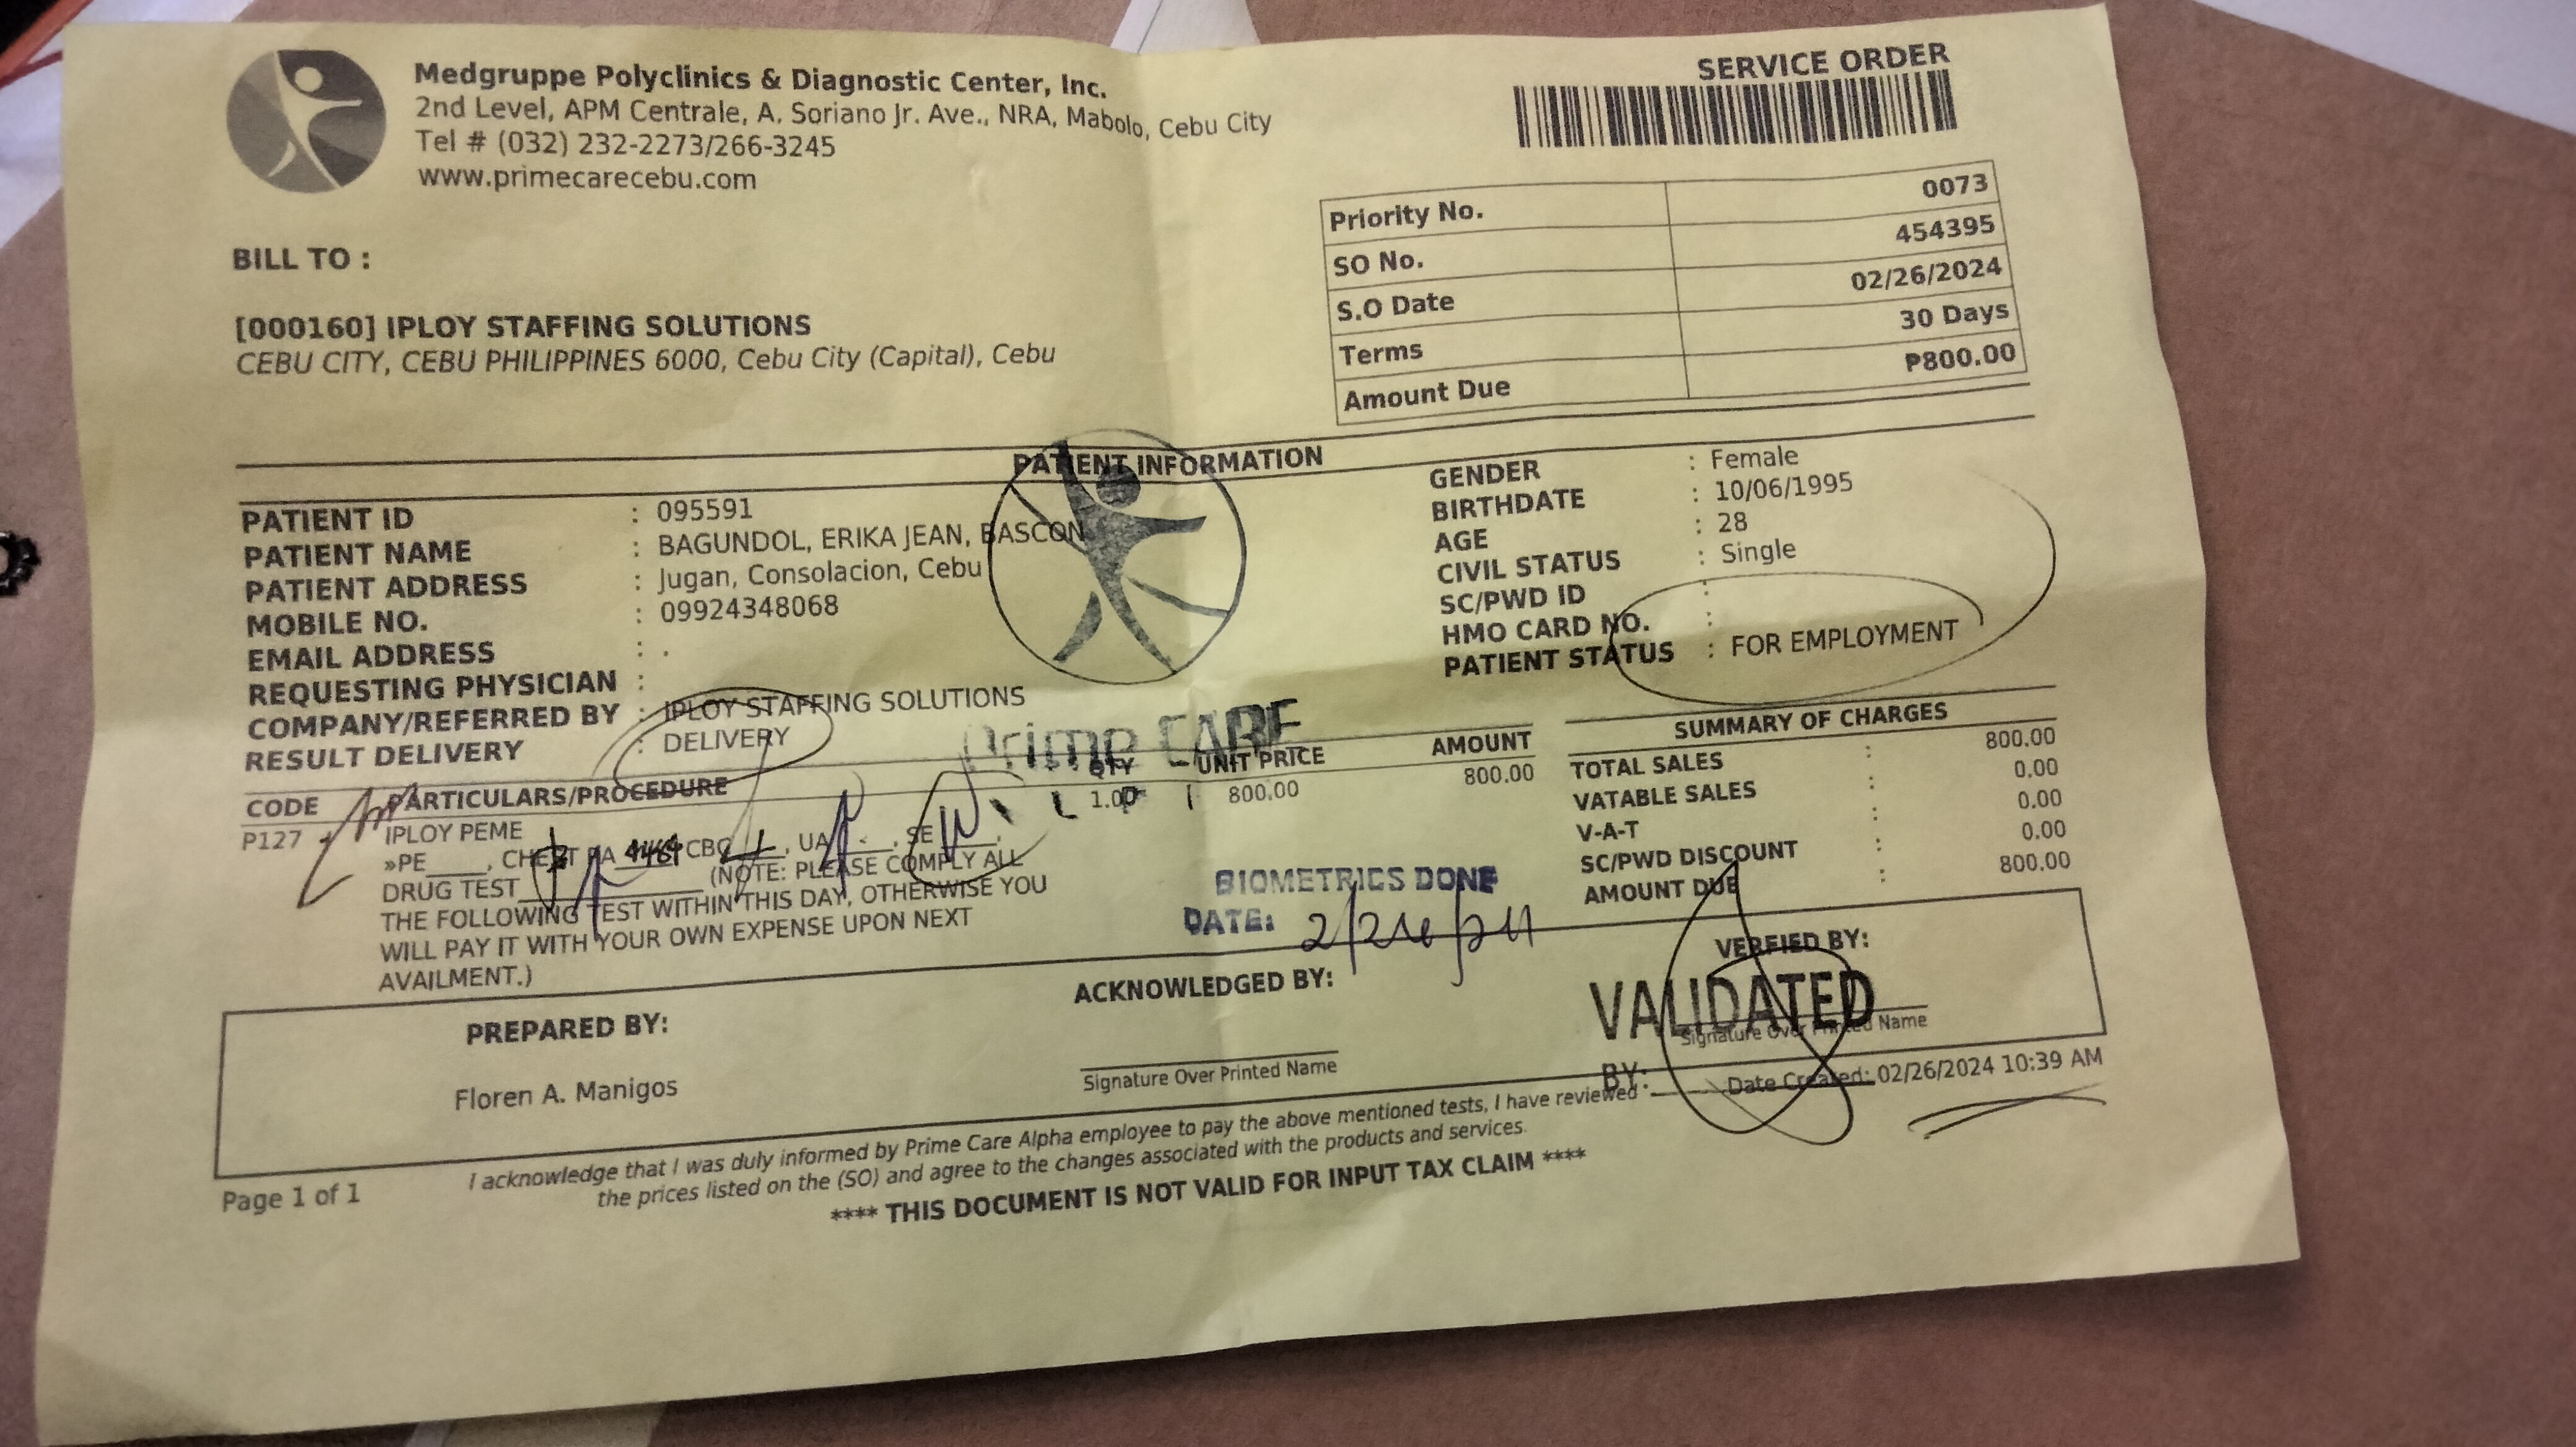 Medgruppe Polyclinics & Diagnostic Center, Inc.
2nd Level, APM Centrale, A. Soriano Jr. Ave., NRA, Mabolo, Cebu City
Tel # (032) 232-2273/266-3245
www.primecarecebu.com
SERVICE ORDER
Priority No. 0073
SO No. 454395
S.O Date 02/26/2024
Terms 30 Days
Amount Due ₱800.00
BILL TO :
[000160] IPLOY STAFFING SOLUTIONS
CEBU CITY, CEBU PHILIPPINES 6000, Cebu City (Capital), Cebu
PATIENT INFORMATION
PATIENT ID : 095591
PATIENT NAME : BAGUNDOL, ERIKA JEAN, BASCON
PATIENT ADDRESS : Jugan, Consolacion, Cebu
MOBILE NO. : 09924348068
EMAIL ADDRESS : .
REQUESTING PHYSICIAN :
COMPANY/REFERRED BY : IPLOY STAFFING SOLUTIONS
RESULT DELIVERY : DELIVERY
GENDER : Female
BIRTHDATE : 10/06/1995
AGE : 28
CIVIL STATUS : Single
SC/PWD ID :
HMO CARD NO. :
PATIENT STATUS : FOR EMPLOYMENT
Prime CARE
CODE PARTICULARS/PROCEDURE QTY UNIT PRICE AMOUNT
P127 IPLOY PEME 1.00 800.00 800.00
»PE____, CHEST PA CBC , UA , SE ,
DRUG TEST (NOTE: PLEASE COMPLY ALL
THE FOLLOWING TEST WITHIN THIS DAY, OTHERWISE YOU
WILL PAY IT WITH YOUR OWN EXPENSE UPON NEXT
AVAILMENT.)
SUMMARY OF CHARGES
TOTAL SALES : 800.00
VATABLE SALES : 0.00
V-A-T : 0.00
SC/PWD DISCOUNT : 0.00
AMOUNT DUE : 800.00
BIOMETRICS DONE
DATE: 2/26/24
PREPARED BY:
Floren A. Manigos
ACKNOWLEDGED BY:
Signature Over Printed Name
VERFIED BY:
VALIDATED
Signature Over Printed Name
BY:
Date Created: 02/26/2024 10:39 AM
I acknowledge that I was duly informed by Prime Care Alpha employee to pay the above mentioned tests, I have reviewed
the prices listed on the (SO) and agree to the changes associated with the products and services.
Page 1 of 1
**** THIS DOCUMENT IS NOT VALID FOR INPUT TAX CLAIM ****